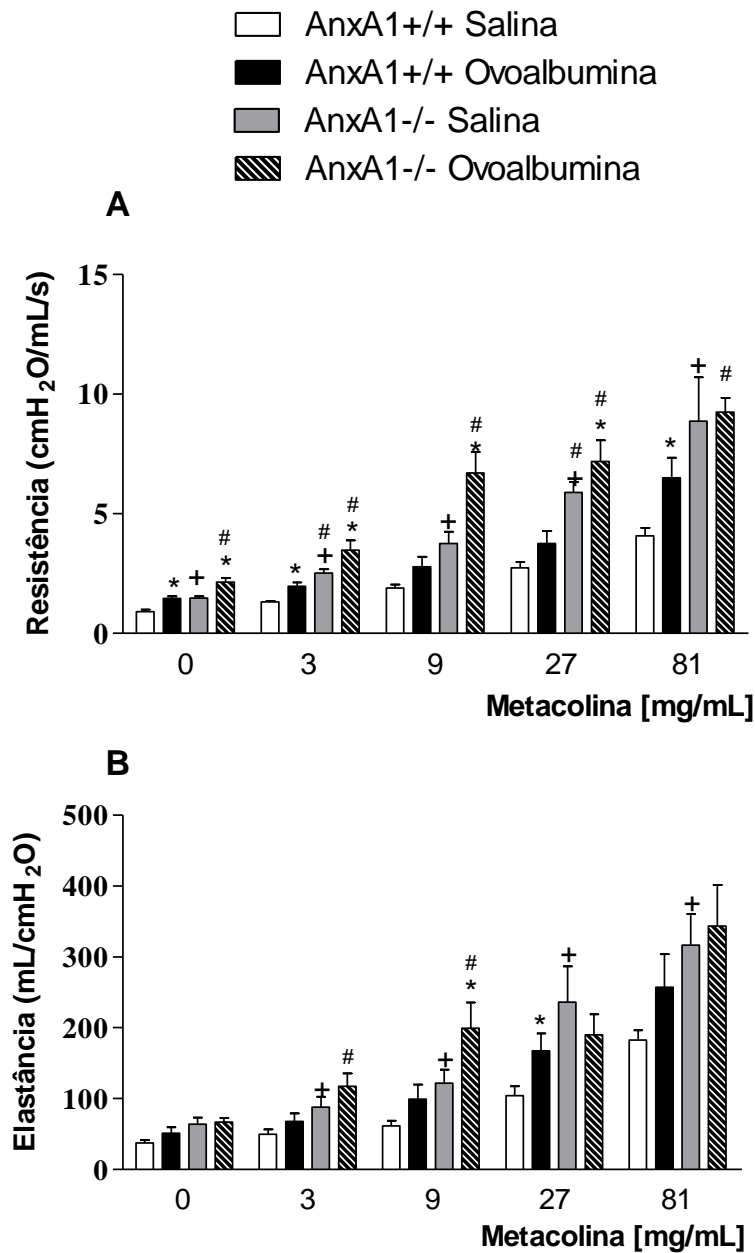 AnxA1+/+ Salina
AnxA1+/+ Ovoalbumina
AnxA1-/- Salina
AnxA1-/- Ovoalbumina
A
Resistência (cmH2O/mL/s)
15
10
5
0
* + # *
* # + # *
+ # *
# + # *
* + #
0 3 9 27 81
Metacolina [mg/mL]
B
Elastância (mL/cmH2O)
500
400
300
200
100
0
+ #
+ # *
* +
+
0 3 9 27 81
Metacolina [mg/mL]